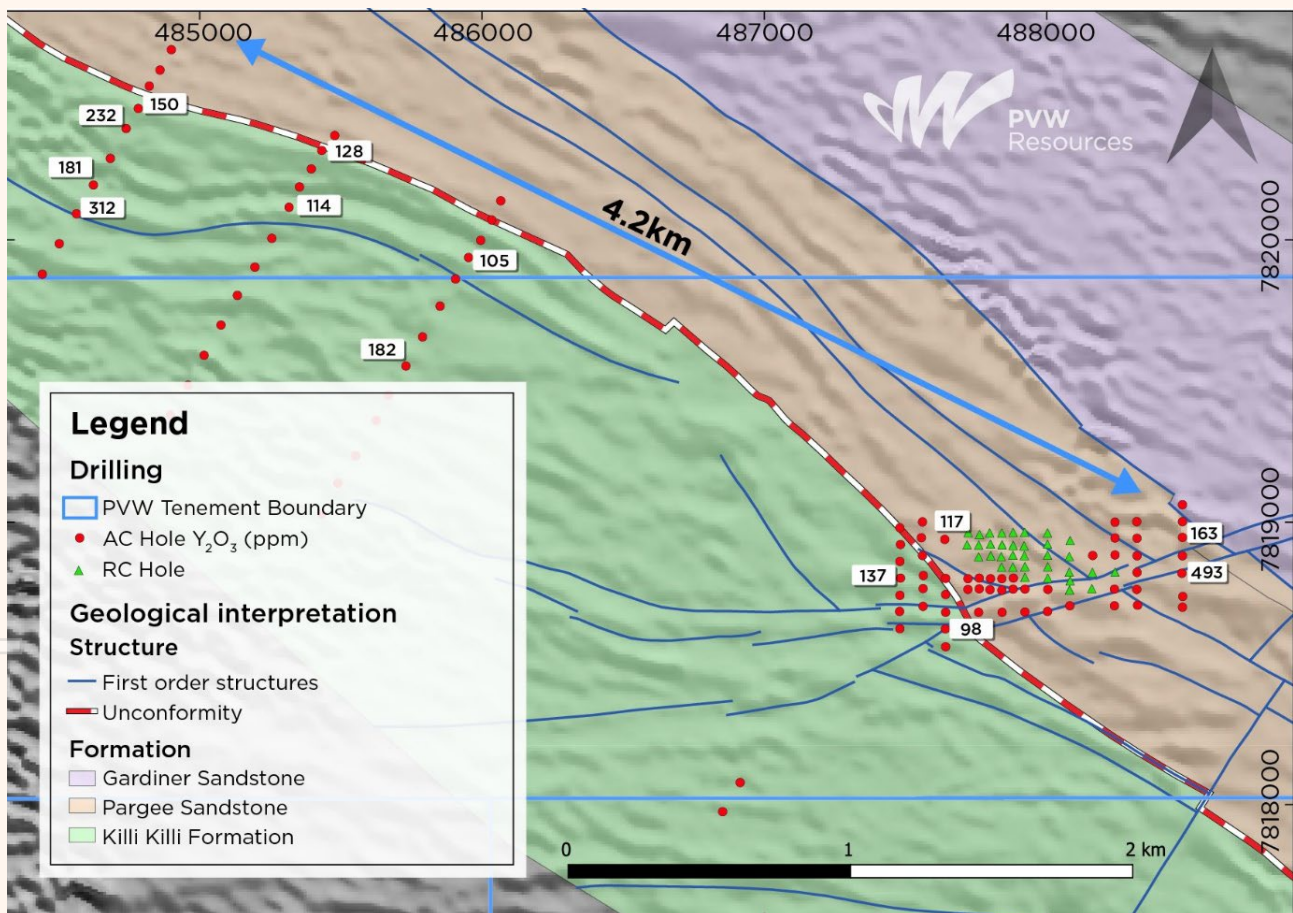 485000
486000
487000
488000
PVW
Resources
150
232
128
181
312
114
7820000
4.2km
105
182
Legend
Drilling
PVW Tenement Boundary
AC Hole Y₂O₃ (ppm)
RC Hole
Geological interpretation
Structure
First order structures
Unconformity
Formation
Gardiner Sandstone
Pargee Sandstone
Killi Killi Formation
117
163
7819000
137
493
98
7818000
0
1
2 km